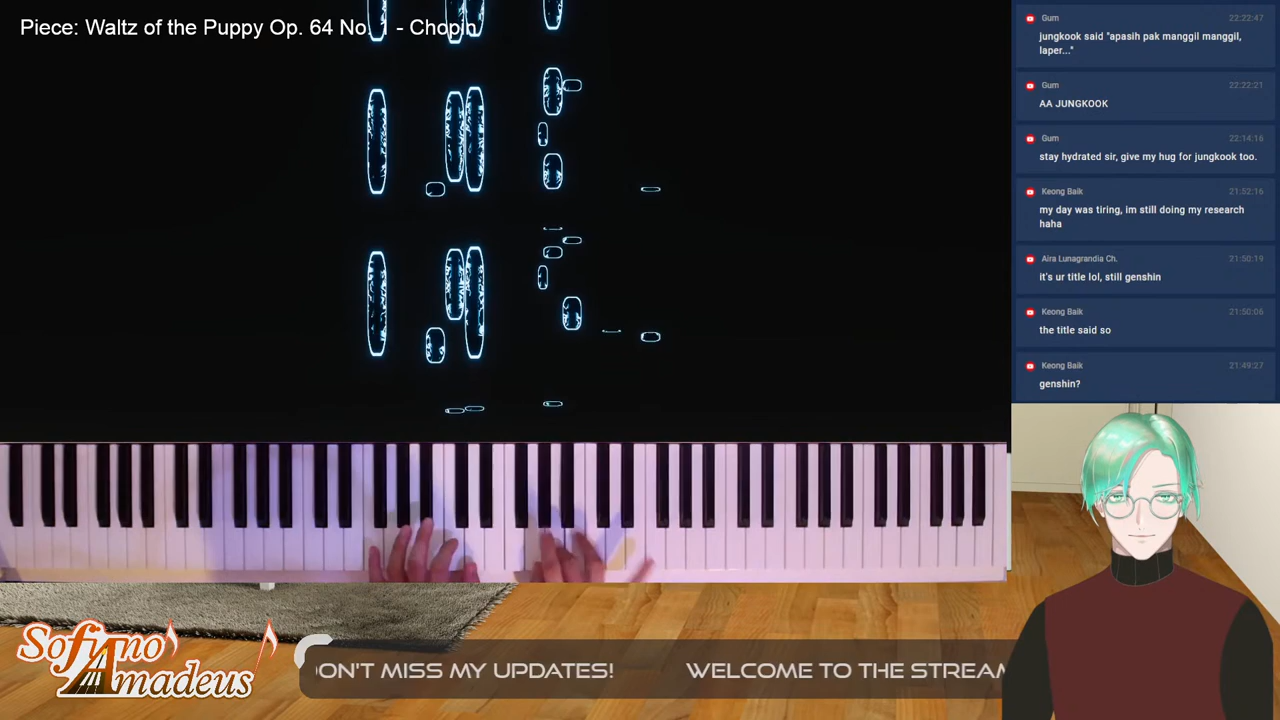 Piece: Waltz of the Puppy Op. 64 No. 1 - Chopin
Gum 22:22:47
jungkook said "apasih pak manggil manggil,
laper..."
Gum 22:22:21
AA JUNGKOOK
Gum 22:14:16
stay hydrated sir, give my hug for jungkook too.
Keong Baik 21:52:16
my day was tiring, im still doing my research
haha
Aira Lunagrandia Ch. 21:50:19
it's ur title lol, still genshin
Keong Baik 21:50:06
the title said so
Keong Baik 21:49:27
genshin?
Sofiano
Amadeus
DON'T MISS MY UPDATES! WELCOME TO THE STREAM